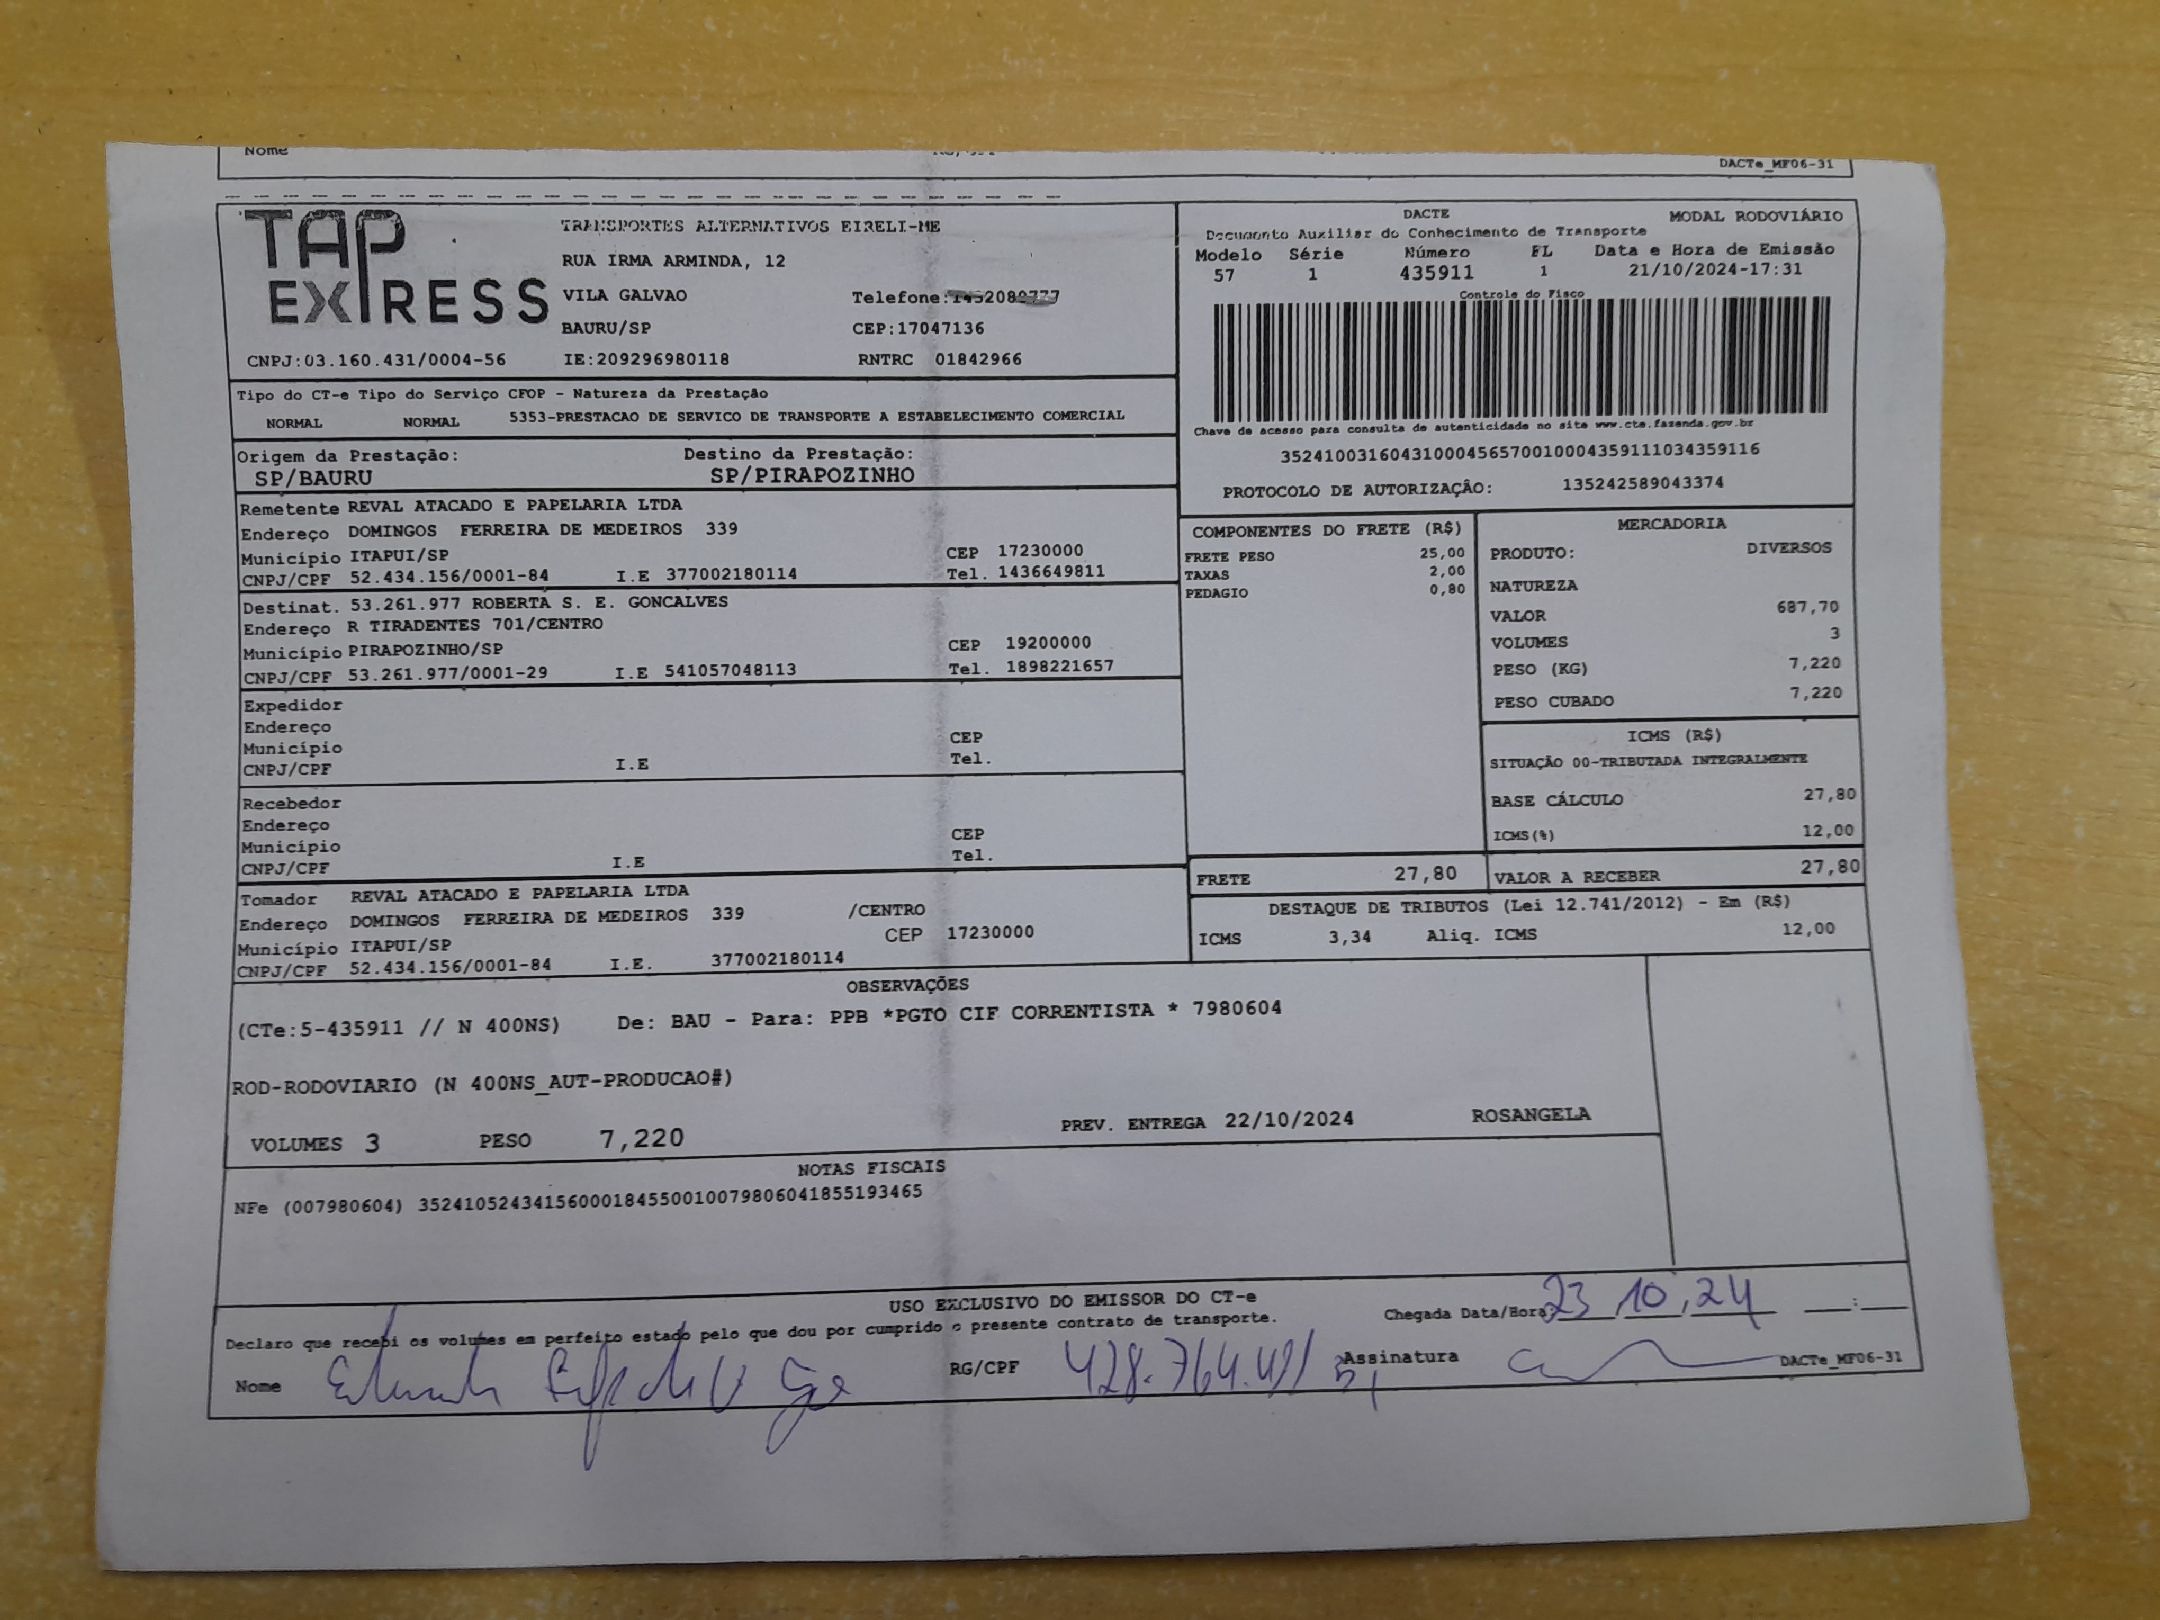 Nome
DACTe_MF06-31
TAP EXPRESS
TRANSPORTES ALTERNATIVOS EIRELI-ME
RUA IRMA ARMINDA, 12
VILA GALVAO Telefone:
BAURU/SP CEP:17047136
CNPJ:03.160.431/0004-56 IE:209296980118 RNTRC 01842966
DACTE MODAL RODOVIÁRIO
Documento Auxiliar do Conhecimento de Transporte
Modelo Série Número FL Data e Hora de Emissão
57 1 435911 1 21/10/2024-17:31
Controle do Fisco
Chave de acesso para consulta de autenticidade no site www.cte.fazenda.gov.br
35241003160431000456570010004359111034359116
PROTOCOLO DE AUTORIZAÇÂO: 135242589043374
Tipo do CT-e Tipo do Serviço CFOP - Natureza da Prestação
NORMAL NORMAL 5353-PRESTACAO DE SERVICO DE TRANSPORTE A ESTABELECIMENTO COMERCIAL
Origem da Prestação: Destino da Prestação:
SP/BAURU SP/PIRAPOZINHO
Remetente REVAL ATACADO E PAPELARIA LTDA
Endereço DOMINGOS FERREIRA DE MEDEIROS 339
Município ITAPUI/SP CEP 17230000
CNPJ/CPF 52.434.156/0001-84 I.E 377002180114 Tel. 1436649811
Destinat. 53.261.977 ROBERTA S. E. GONCALVES
Endereço R TIRADENTES 701/CENTRO
Município PIRAPOZINHO/SP CEP 19200000
CNPJ/CPF 53.261.977/0001-29 I.E 541057048113 Tel. 1898221657
Expedidor
Endereço
Município CEP
CNPJ/CPF I.E Tel.
Recebedor
Endereço
Município CEP
CNPJ/CPF I.E Tel.
Tomador REVAL ATACADO E PAPELARIA LTDA
Endereço DOMINGOS FERREIRA DE MEDEIROS 339 /CENTRO
Município ITAPUI/SP CEP 17230000
CNPJ/CPF 52.434.156/0001-84 I.E. 377002180114
COMPONENTES DO FRETE (R$)
FRETE PESO 25,00
TAXAS 2,00
PEDAGIO 0,80
MERCADORIA
PRODUTO: DIVERSOS
NATUREZA
VALOR 687,70
VOLUMES 3
PESO (KG) 7,220
PESO CUBADO 7,220
ICMS (R$)
SITUAÇÃO 00-TRIBUTADA INTEGRALMENTE
BASE CÁLCULO 27,80
ICMS(%) 12,00
FRETE 27,80 VALOR A RECEBER 27,80
DESTAQUE DE TRIBUTOS (Lei 12.741/2012) - Em (R$)
ICMS 3,34 Aliq. ICMS 12,00
OBSERVAÇÕES
(CTe:5-435911 // N 400NS) De: BAU - Para: PPB *PGTO CIF CORRENTISTA * 7980604
ROD-RODOVIARIO (N 400NS_AUT-PRODUCAO#)
VOLUMES 3 PESO 7,220 PREV. ENTREGA 22/10/2024 ROSANGELA
NOTAS FISCAIS
NFe (007980604) 35241052434156000184550010079806041855193465
USO EXCLUSIVO DO EMISSOR DO CT-e
Declaro que recebi os volumes em perfeito estado pelo que dou por cumprido o presente contrato de transporte.
Chegada Data/Hora: 23 10 24 :
Nome RG/CPF Assinatura DACTe_MF06-31